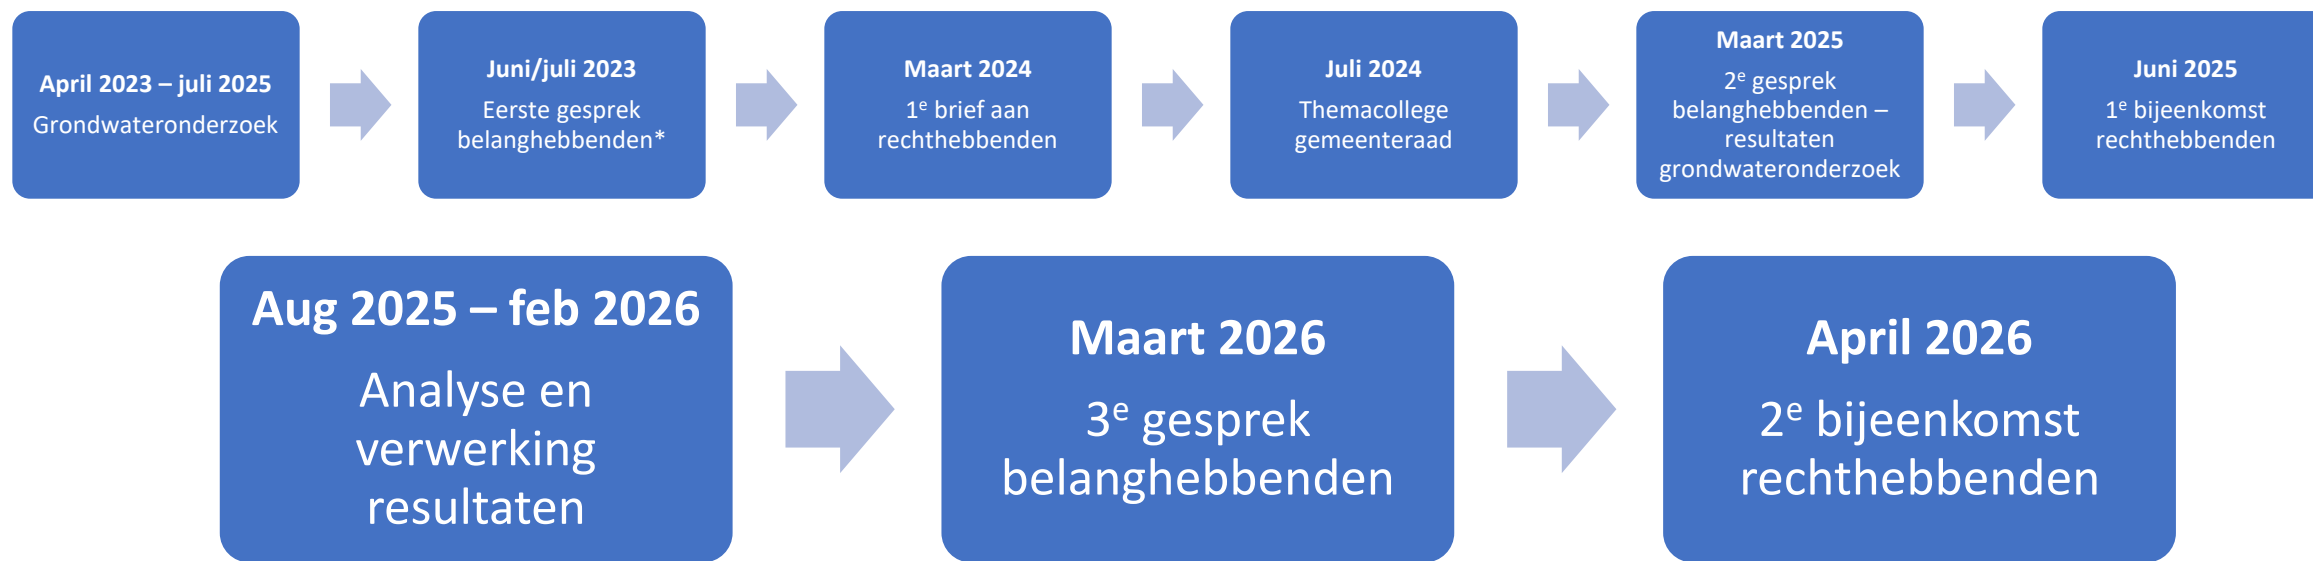 April 2023 – juli 2025
Grondwateronderzoek
Juni/juli 2023
Eerste gesprek
belanghebbenden*
Maart 2024
1e brief aan
rechthebbenden
Juli 2024
Themacollege
gemeenteraad
Maart 2025
2e gesprek
belanghebbenden –
resultaten
grondwateronderzoek
Juni 2025
1e bijeenkomst
rechthebbenden
Aug 2025 – feb 2026
Analyse en
verwerking
resultaten
Maart 2026
3e gesprek
belanghebbenden
April 2026
2e bijeenkomst
rechthebbenden